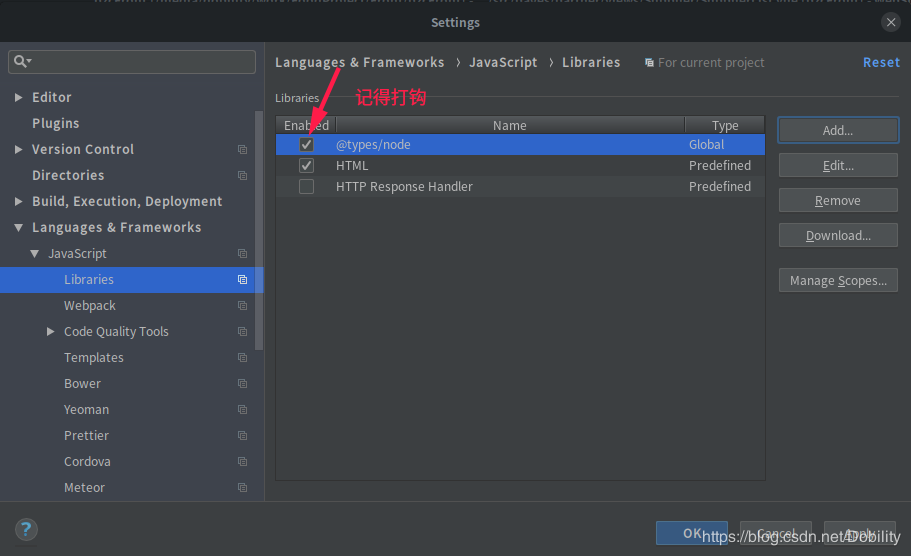 Settings
Languages & Frameworks › JavaScript › Libraries For current project Reset
Editor
Plugins
Version Control
Directories
Build, Execution, Deployment
Languages & Frameworks
JavaScript
Libraries
Webpack
Code Quality Tools
Templates
Bower
Yeoman
Prettier
Cordova
Meteor
Libraries
记得打钩
Enabled Name Type
@types/node Global
HTML Predefined
HTTP Response Handler Predefined
Add...
Edit...
Remove
Download...
Manage Scopes...
?
OK Cancel Apply
https://blog.csdn.net/D0bility